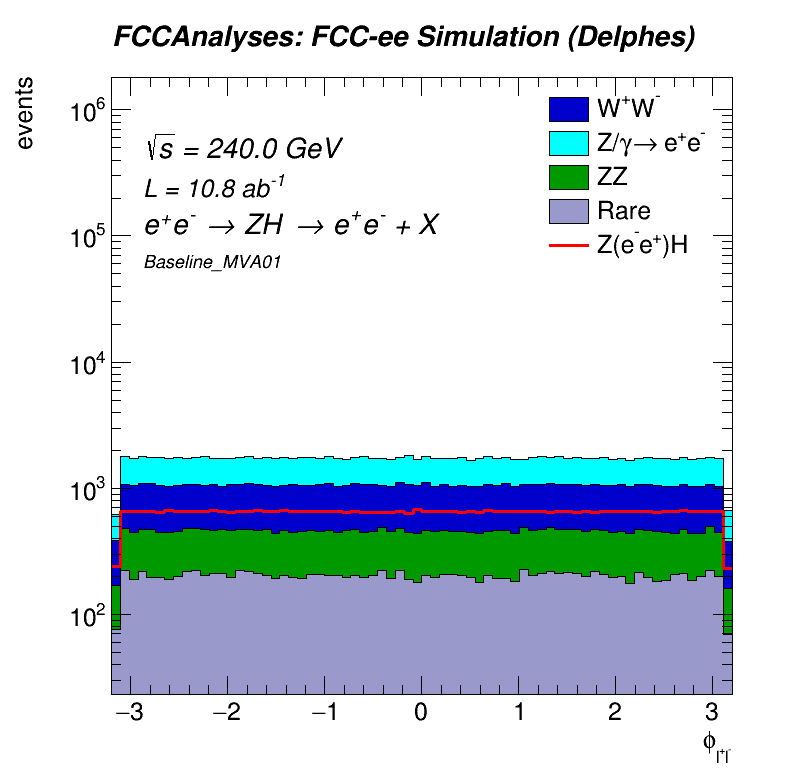 FCCAnalyses: FCC-ee Simulation (Delphes)
events
10⁶
10⁵
10⁴
10³
10²
√s = 240.0 GeV
L = 10.8 ab⁻¹
e⁺e⁻ → ZH → e⁺e⁻ + X
Baseline_MVA01
W⁺W⁻
Z/γ→ e⁺e⁻
ZZ
Rare
Z(e⁻e⁺)H
−3 −2 −1 0 1 2 3
ϕ_l⁺l⁻